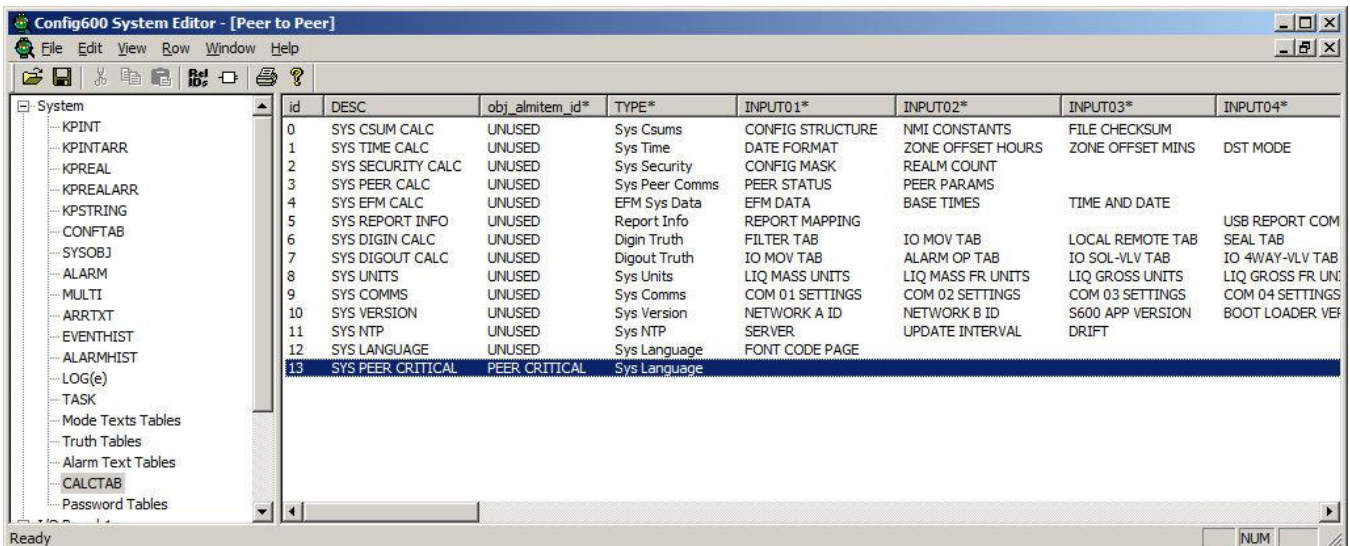 Config600 System Editor - [Peer to Peer]
File Edit View Row Window Help
Rel IDs
System
KPINT
KPINTARR
KPREAL
KPREALARR
KPSTRING
CONFTAB
SYSOBJ
ALARM
MULTI
ARRTXT
EVENTHIST
ALARMHIST
LOG(e)
TASK
Mode Texts Tables
Truth Tables
Alarm Text Tables
CALCTAB
Password Tables
id DESC obj_almitem_id* TYPE* INPUT01* INPUT02* INPUT03* INPUT04*
0 SYS CSUM CALC UNUSED Sys Csums CONFIG STRUCTURE NMI CONSTANTS FILE CHECKSUM
1 SYS TIME CALC UNUSED Sys Time DATE FORMAT ZONE OFFSET HOURS ZONE OFFSET MINS DST MODE
2 SYS SECURITY CALC UNUSED Sys Security CONFIG MASK REALM COUNT
3 SYS PEER CALC UNUSED Sys Peer Comms PEER STATUS PEER PARAMS
4 SYS EFM CALC UNUSED EFM Sys Data EFM DATA BASE TIMES TIME AND DATE
5 SYS REPORT INFO UNUSED Report Info REPORT MAPPING USB REPORT COM
6 SYS DIGIN CALC UNUSED Digin Truth FILTER TAB IO MOV TAB LOCAL REMOTE TAB SEAL TAB
7 SYS DIGOUT CALC UNUSED Digout Truth IO MOV TAB ALARM OP TAB IO SOL-VLV TAB IO 4WAY-VLV TAB
8 SYS UNITS UNUSED Sys Units LIQ MASS UNITS LIQ MASS FR UNITS LIQ GROSS UNITS LIQ GROSS FR UNI
9 SYS COMMS UNUSED Sys Comms COM 01 SETTINGS COM 02 SETTINGS COM 03 SETTINGS COM 04 SETTINGS
10 SYS VERSION UNUSED Sys Version NETWORK A ID NETWORK B ID S600 APP VERSION BOOT LOADER VER
11 SYS NTP UNUSED Sys NTP SERVER UPDATE INTERVAL DRIFT
12 SYS LANGUAGE UNUSED Sys Language FONT CODE PAGE
13 SYS PEER CRITICAL PEER CRITICAL Sys Language
Ready NUM